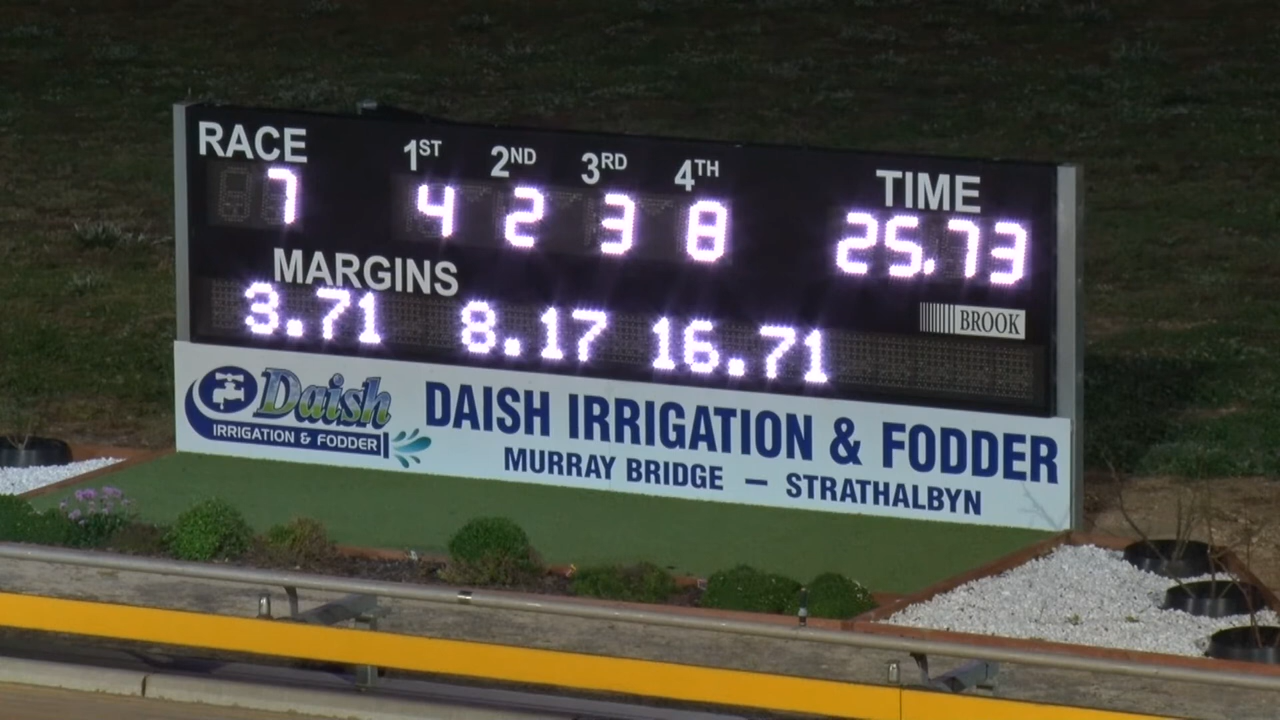 RACE 1ST 2ND 3RD 4TH TIME
7 4 2 3 8 25.73
MARGINS
3.71 8.17 16.71
BROOK
Daish
IRRIGATION & FODDER
DAISH IRRIGATION & FODDER
MURRAY BRIDGE – STRATHALBYN